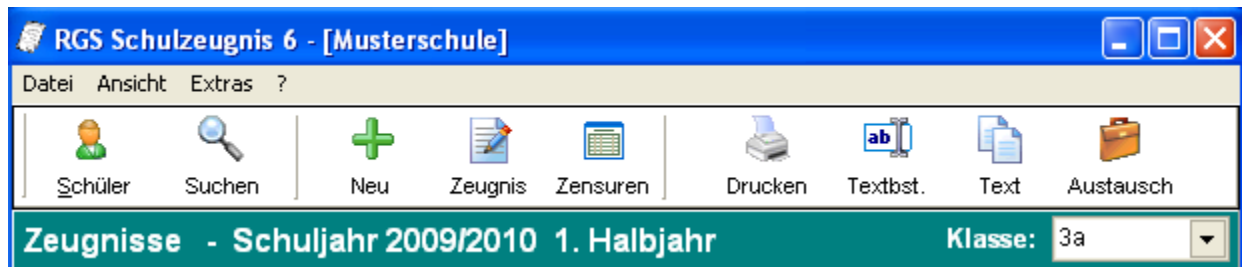 RGS Schulzeugnis 6 - [Musterschule]
Datei Ansicht Extras ?
ab
Schüler Suchen Neu Zeugnis Zensuren Drucken Textbst. Text Austausch
Zeugnisse - Schuljahr 2009/2010 1. Halbjahr Klasse: 3a